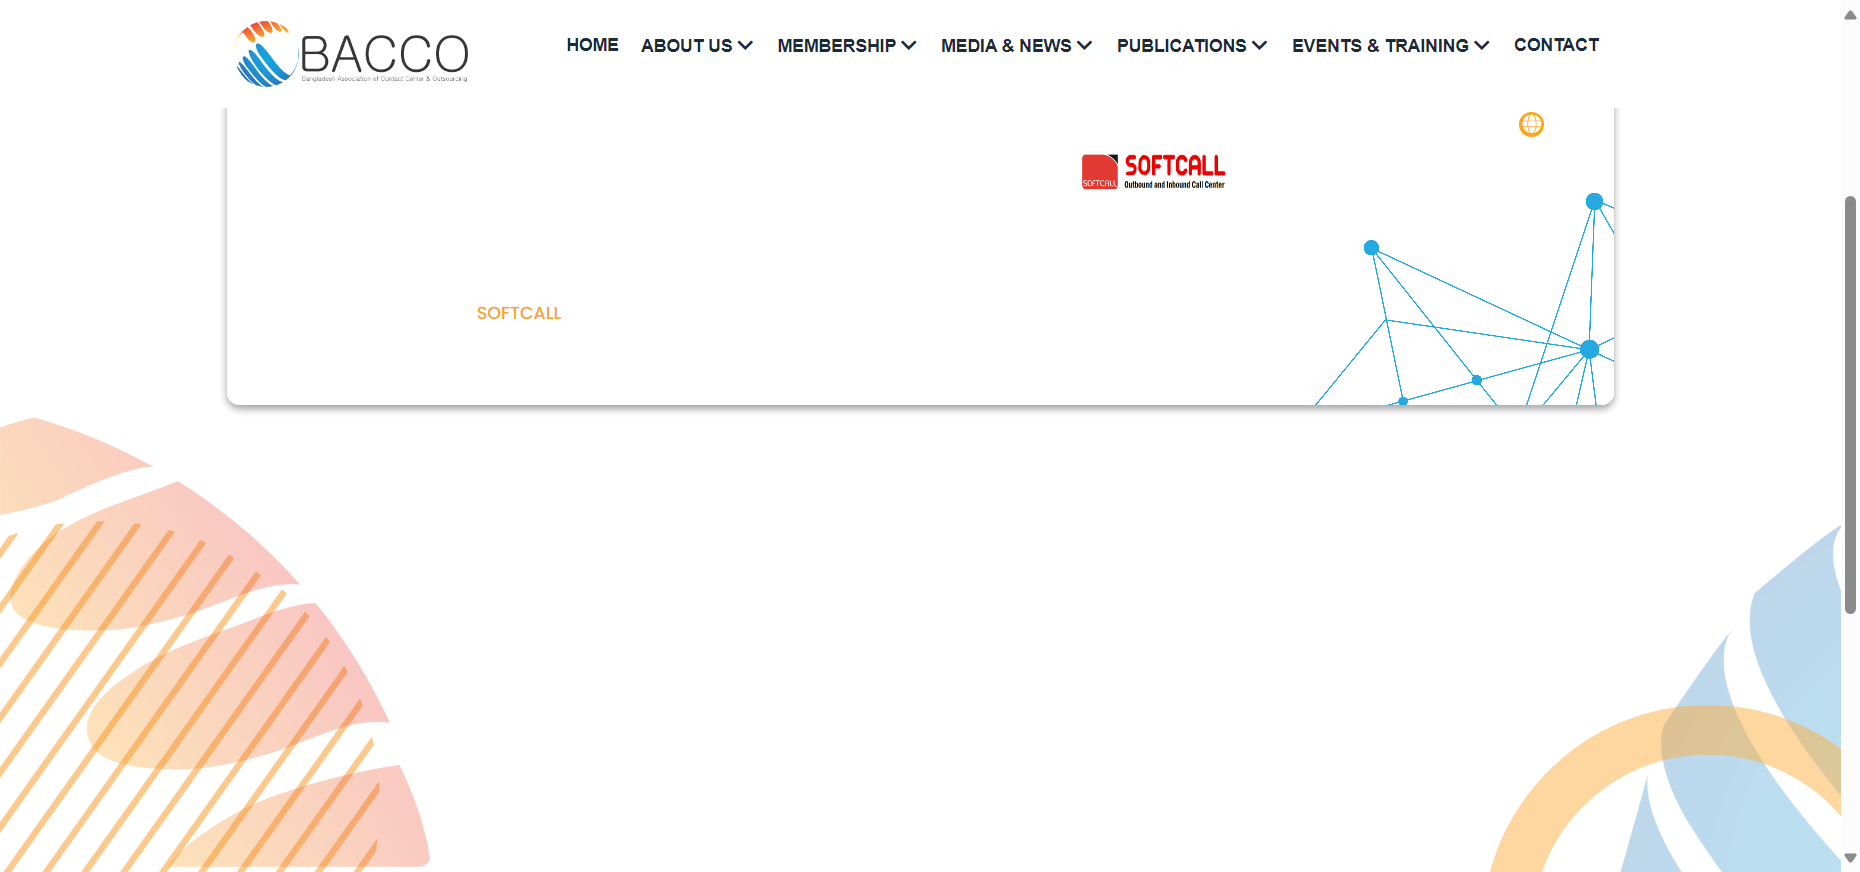 BACCO
Bangladesh Association of Contact Center & Outsourcing
HOME
ABOUT US
MEMBERSHIP
MEDIA & NEWS
PUBLICATIONS
EVENTS & TRAINING
CONTACT
SOFTCALL
SOFTCALL
Outbound and Inbound Call Center
SOFTCALL